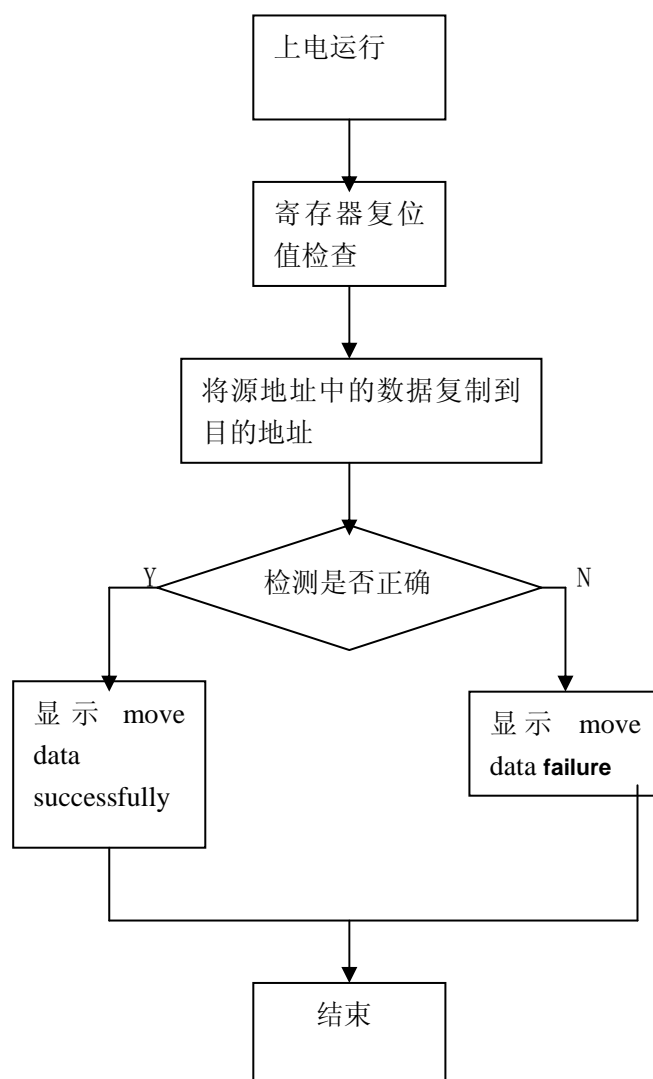 上电运行
寄存器复位
值检查
将源地址中的数据复制到
目的地址
检测是否正确
Y
N
显示 move
data
successfully
显示 move
data failure
结束